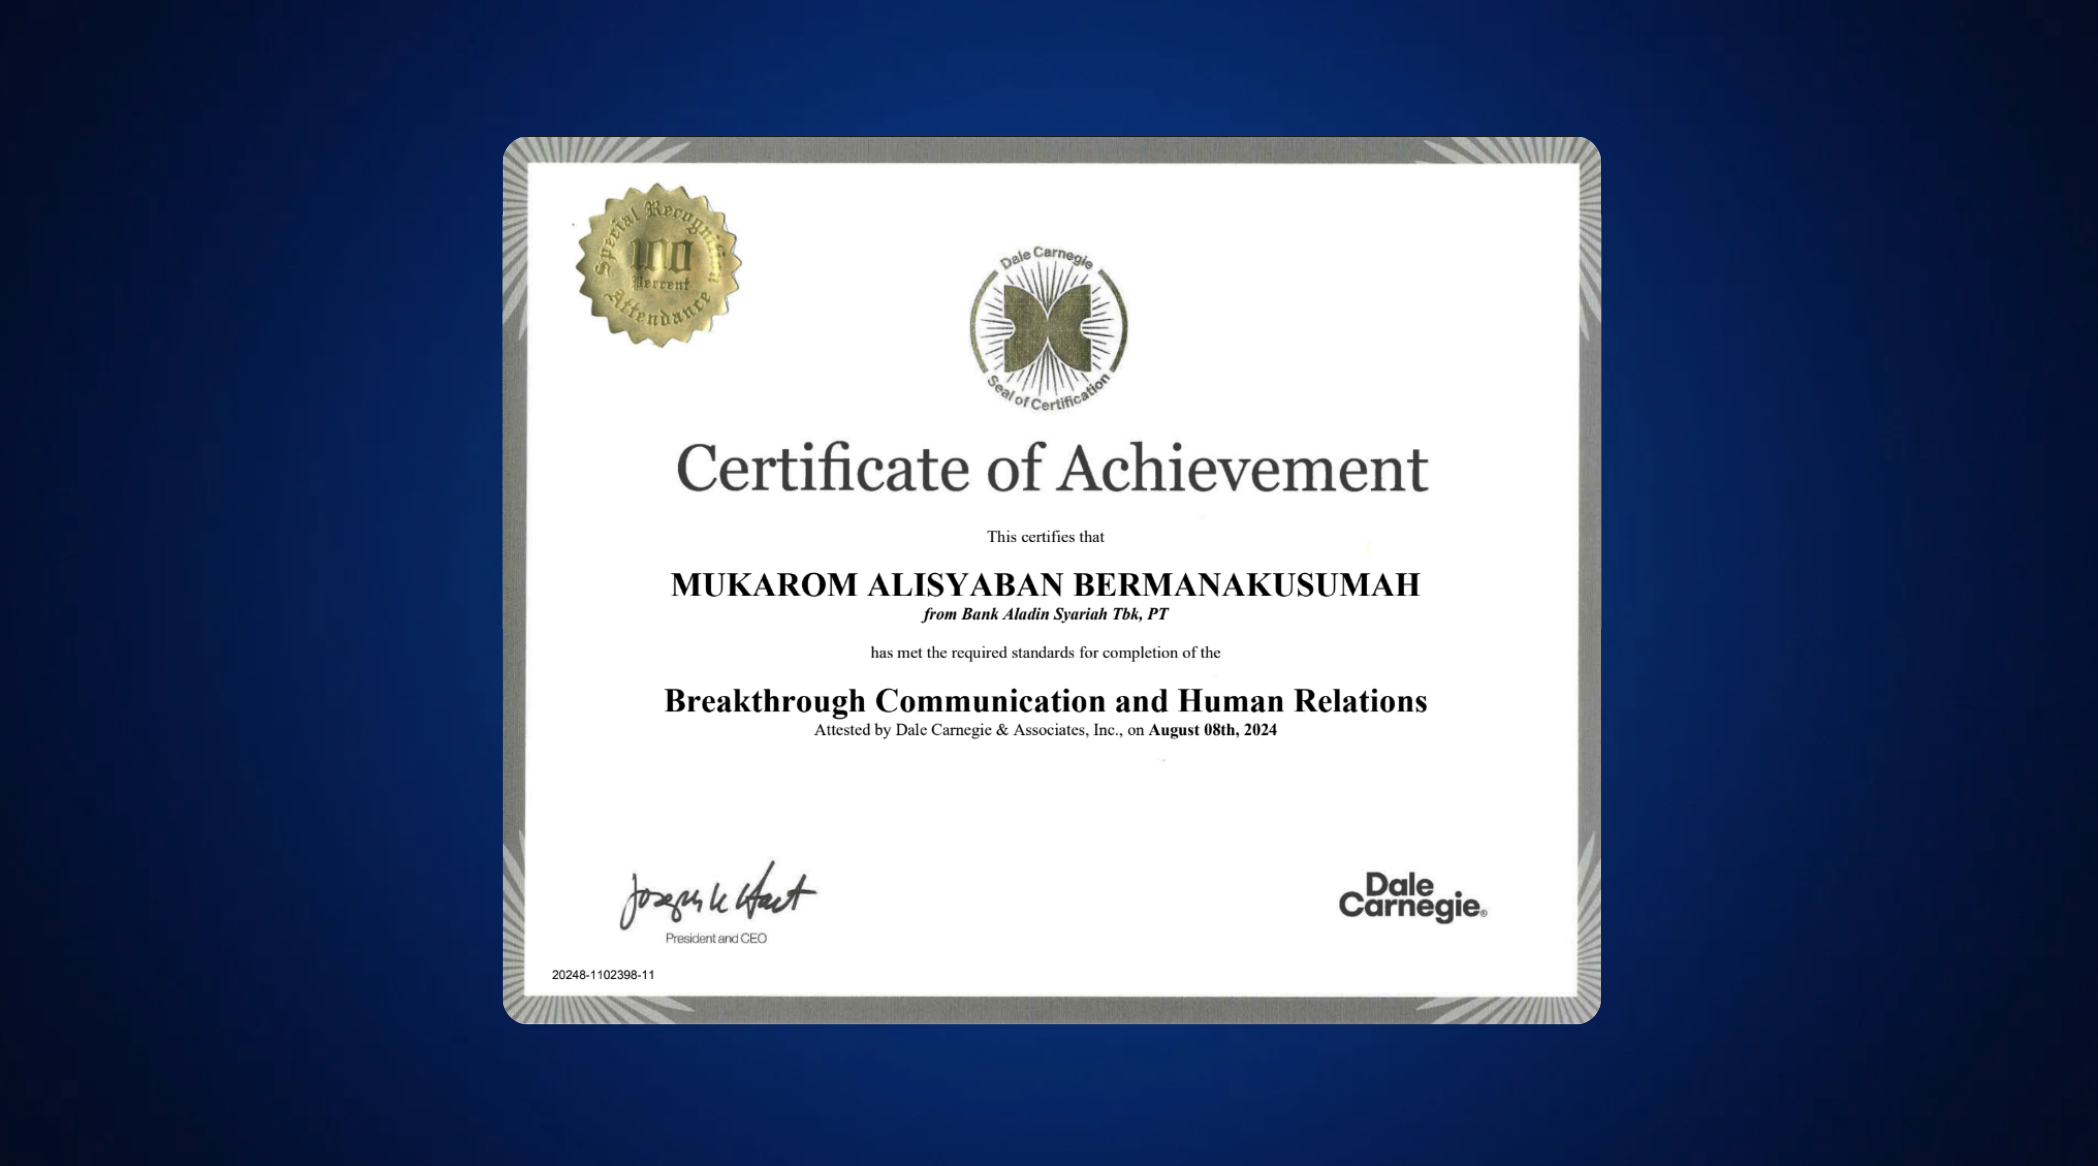 Special Recognition
100
Percent
Attendance
Dale Carnegie
Seal of Certification
Certificate of Achievement
This certifies that
MUKAROM ALISYABAN BERMANAKUSUMAH
from Bank Aladin Syariah Tbk, PT
has met the required standards for completion of the
Breakthrough Communication and Human Relations
Attested by Dale Carnegie & Associates, Inc., on August 08th, 2024
Joseph K Hart
President and CEO
Dale
Carnegie®
20248-1102398-11